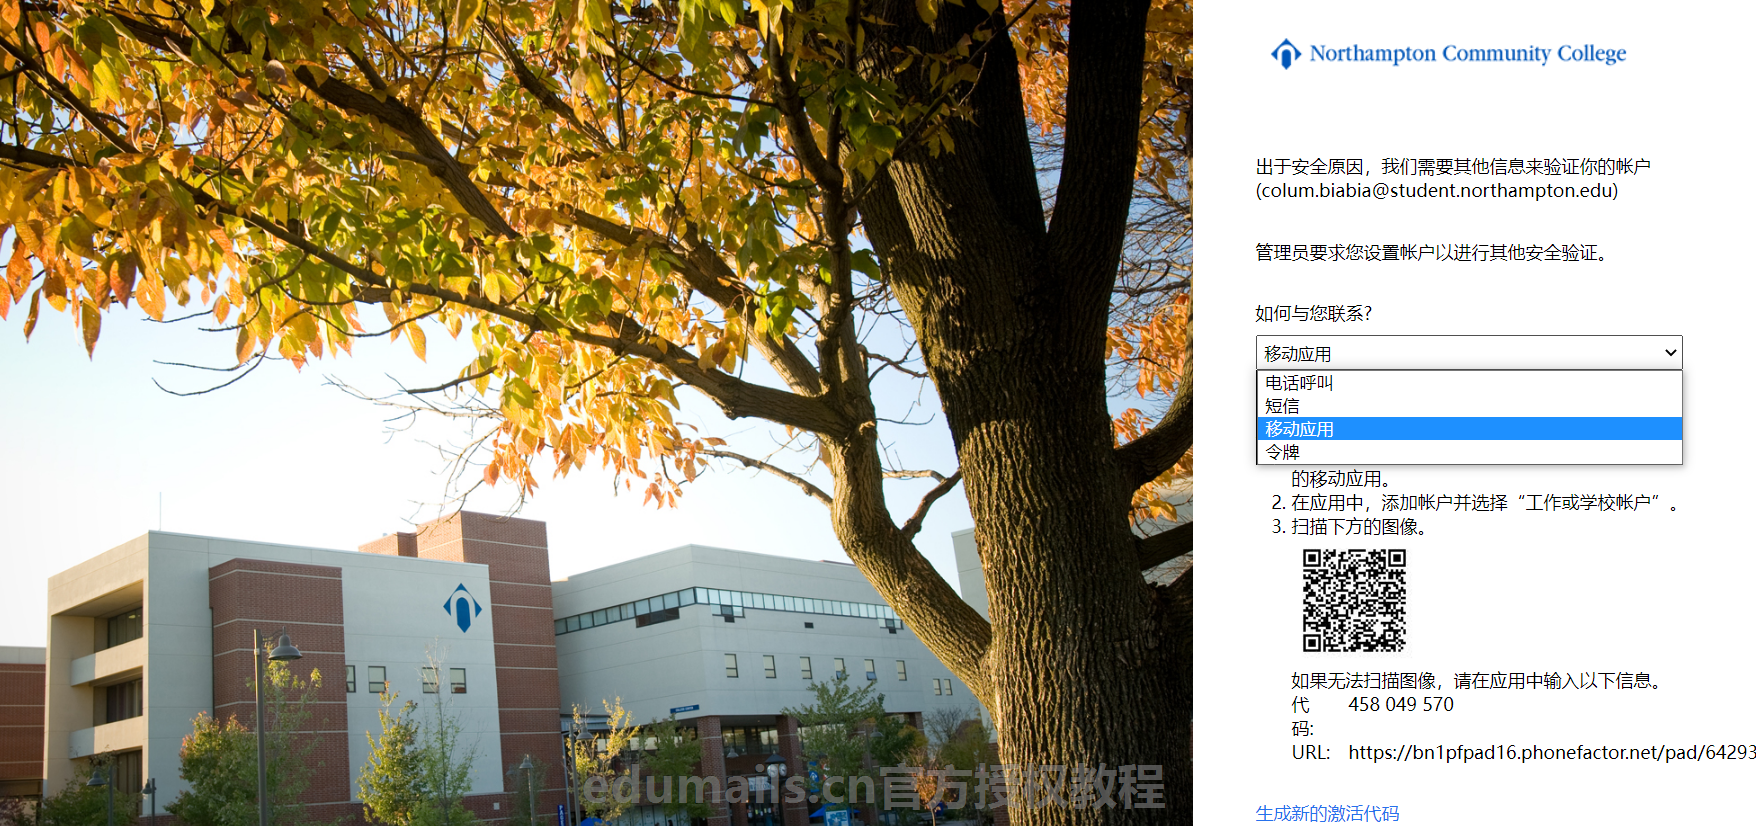 Northampton Community College
出于安全原因，我们需要其他信息来验证你的帐户
(colum.biabia@student.northampton.edu)
管理员要求您设置帐户以进行其他安全验证。
如何与您联系?
移动应用
电话呼叫
短信
移动应用
令牌
的移动应用。
2. 在应用中，添加帐户并选择“工作或学校帐户”。
3. 扫描下方的图像。
如果无法扫描图像，请在应用中输入以下信息。
代 458 049 570
码:
URL: https://bn1pfpad16.phonefactor.net/pad/64293
edumails.cn官方授权教程
生成新的激活代码